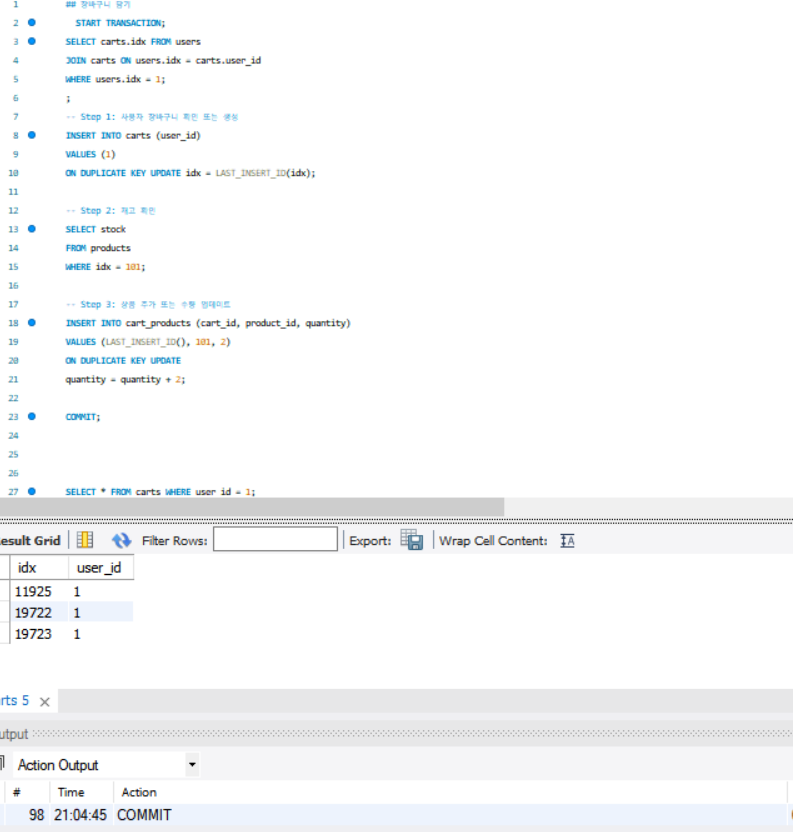 1 ## 장바구니 담기
2 START TRANSACTION;
3 SELECT carts.idx FROM users
4 JOIN carts ON users.idx = carts.user_id
5 WHERE users.idx = 1;
6 ;
7 -- Step 1: 사용자 장바구니 확인 또는 생성
8 INSERT INTO carts (user_id)
9 VALUES (1)
10 ON DUPLICATE KEY UPDATE idx = LAST_INSERT_ID(idx);
11
12 -- Step 2: 재고 확인
13 SELECT stock
14 FROM products
15 WHERE idx = 101;
16
17 -- Step 3: 상품 추가 또는 수량 업데이트
18 INSERT INTO cart_products (cart_id, product_id, quantity)
19 VALUES (LAST_INSERT_ID(), 101, 2)
20 ON DUPLICATE KEY UPDATE
21 quantity = quantity + 2;
22
23 COMMIT;
24
25
26
27 SELECT * FROM carts WHERE user_id = 1;
esult Grid Filter Rows: Export: Wrap Cell Content: IA
idx user_id
11925 1
19722 1
19723 1
rts 5 ×
utput
Action Output
# Time Action
98 21:04:45 COMMIT